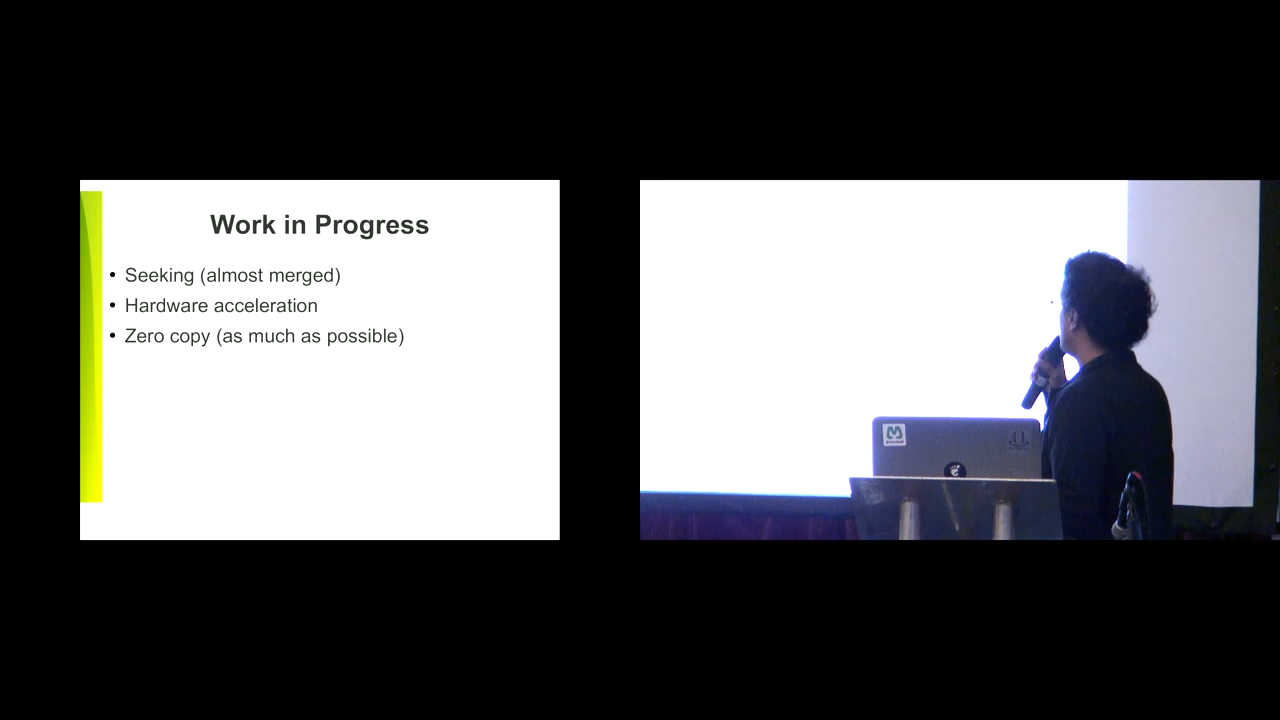 Work in Progress
• Seeking (almost merged)
• Hardware acceleration
• Zero copy (as much as possible)